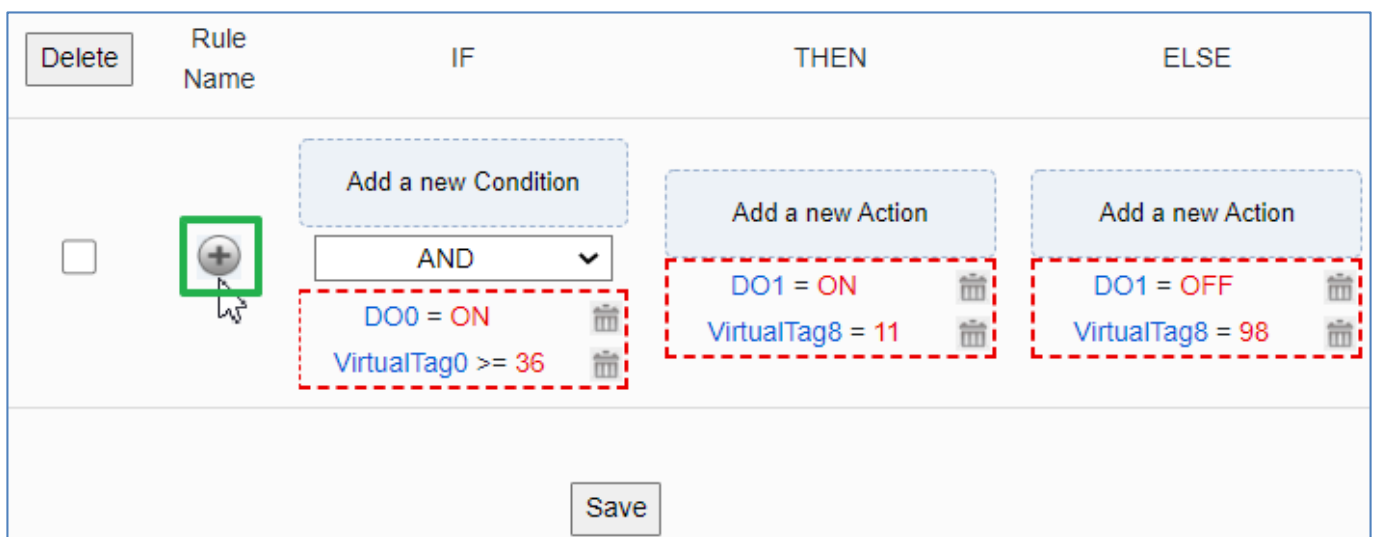 Delete
Rule
Name
IF
THEN
ELSE
Add a new Condition
AND
DO0 = ON
VirtualTag0 >= 36
Add a new Action
DO1 = ON
VirtualTag8 = 11
Add a new Action
DO1 = OFF
VirtualTag8 = 98
Save